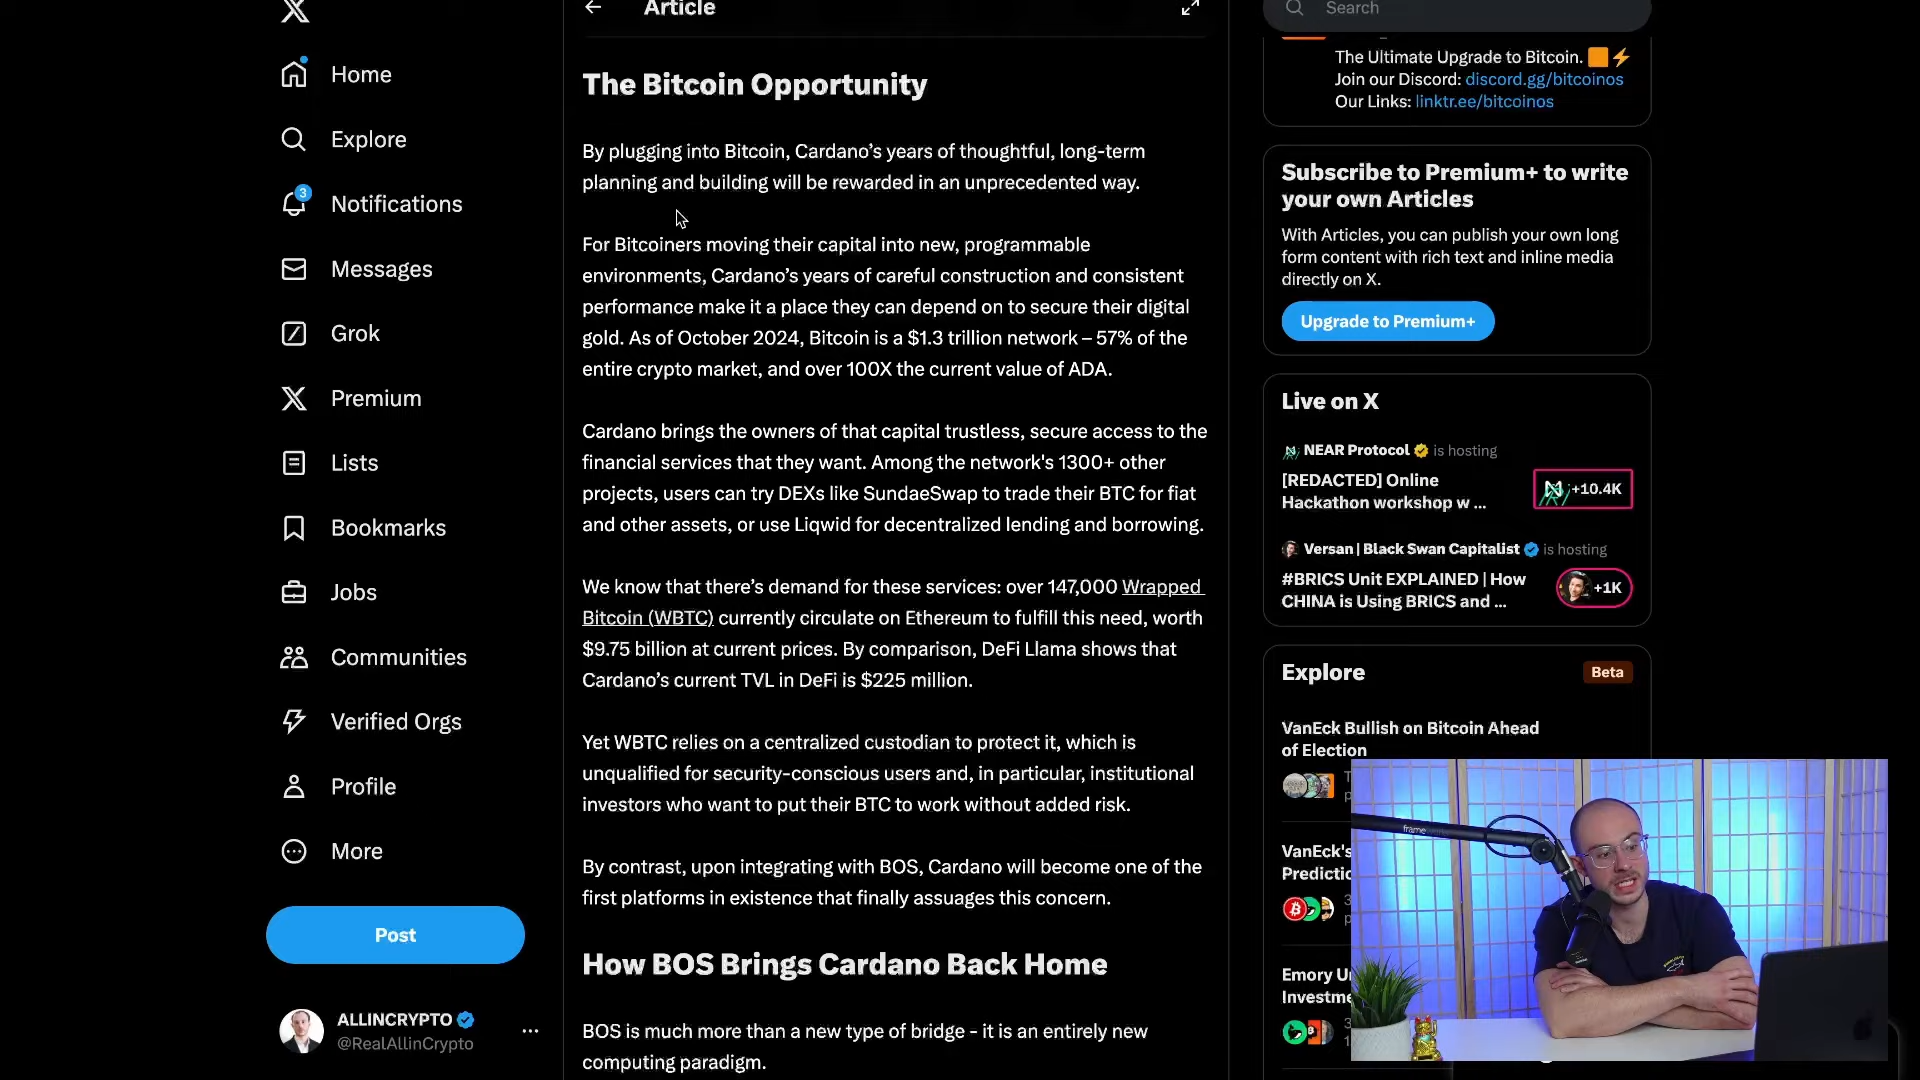 Home
Explore
3
Notifications
Messages
Grok
Premium
Lists
Bookmarks
Jobs
Communities
Verified Orgs
Profile
More
Post
ALLINCRYPTO
@RealAllinCrypto
Article
The Bitcoin Opportunity
By plugging into Bitcoin, Cardano’s years of thoughtful, long-term
planning and building will be rewarded in an unprecedented way.
For Bitcoiners moving their capital into new, programmable
environments, Cardano’s years of careful construction and consistent
performance make it a place they can depend on to secure their digital
gold. As of October 2024, Bitcoin is a $1.3 trillion network – 57% of the
entire crypto market, and over 100X the current value of ADA.
Cardano brings the owners of that capital trustless, secure access to the
financial services that they want. Among the network's 1300+ other
projects, users can try DEXs like SundaeSwap to trade their BTC for fiat
and other assets, or use Liqwid for decentralized lending and borrowing.
We know that there’s demand for these services: over 147,000 Wrapped
Bitcoin (WBTC) currently circulate on Ethereum to fulfill this need, worth
$9.75 billion at current prices. By comparison, DeFi Llama shows that
Cardano’s current TVL in DeFi is $225 million.
Yet WBTC relies on a centralized custodian to protect it, which is
unqualified for security-conscious users and, in particular, institutional
investors who want to put their BTC to work without added risk.
By contrast, upon integrating with BOS, Cardano will become one of the
first platforms in existence that finally assuages this concern.
How BOS Brings Cardano Back Home
BOS is much more than a new type of bridge - it is an entirely new
computing paradigm.
Search
The Ultimate Upgrade to Bitcoin.
Join our Discord: discord.gg/bitcoinos
Our Links: linktr.ee/bitcoinos
Subscribe to Premium+ to write
your own Articles
With Articles, you can publish your own long
form content with rich text and inline media
directly on X.
Upgrade to Premium+
Live on X
NEAR Protocol is hosting
[REDACTED] Online
Hackathon workshop w ...
+10.4K
Versan | Black Swan Capitalist is hosting
#BRICS Unit EXPLAINED | How
CHINA is Using BRICS and ...
+1K
Explore
Beta
VanEck Bullish on Bitcoin Ahead
of Election
VanEck's
Predictio
Emory U
Investme
frame